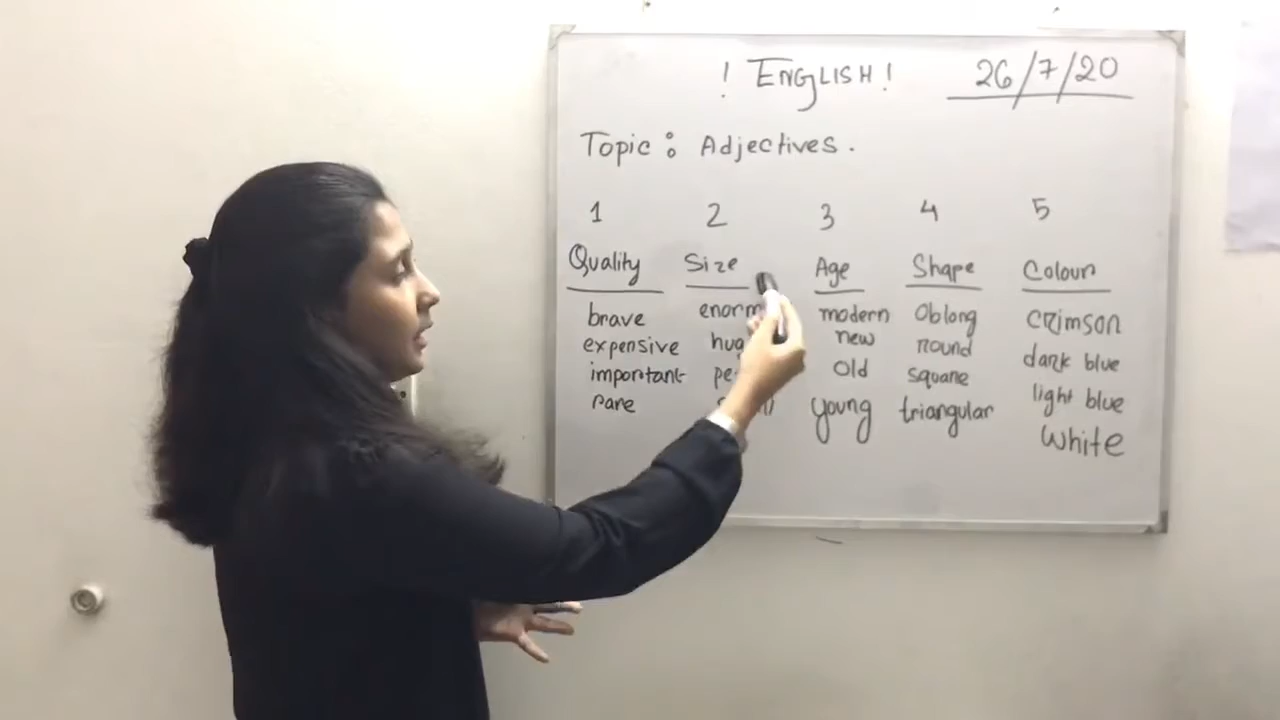 ! ENGLISH ! 26/7/20
Topic : Adjectives.
1 2 3 4 5
Quality Size Age Shape Colour
brave modern Oblong crimson
expensive new round dark blue
important old square light blue
rare young triangular white